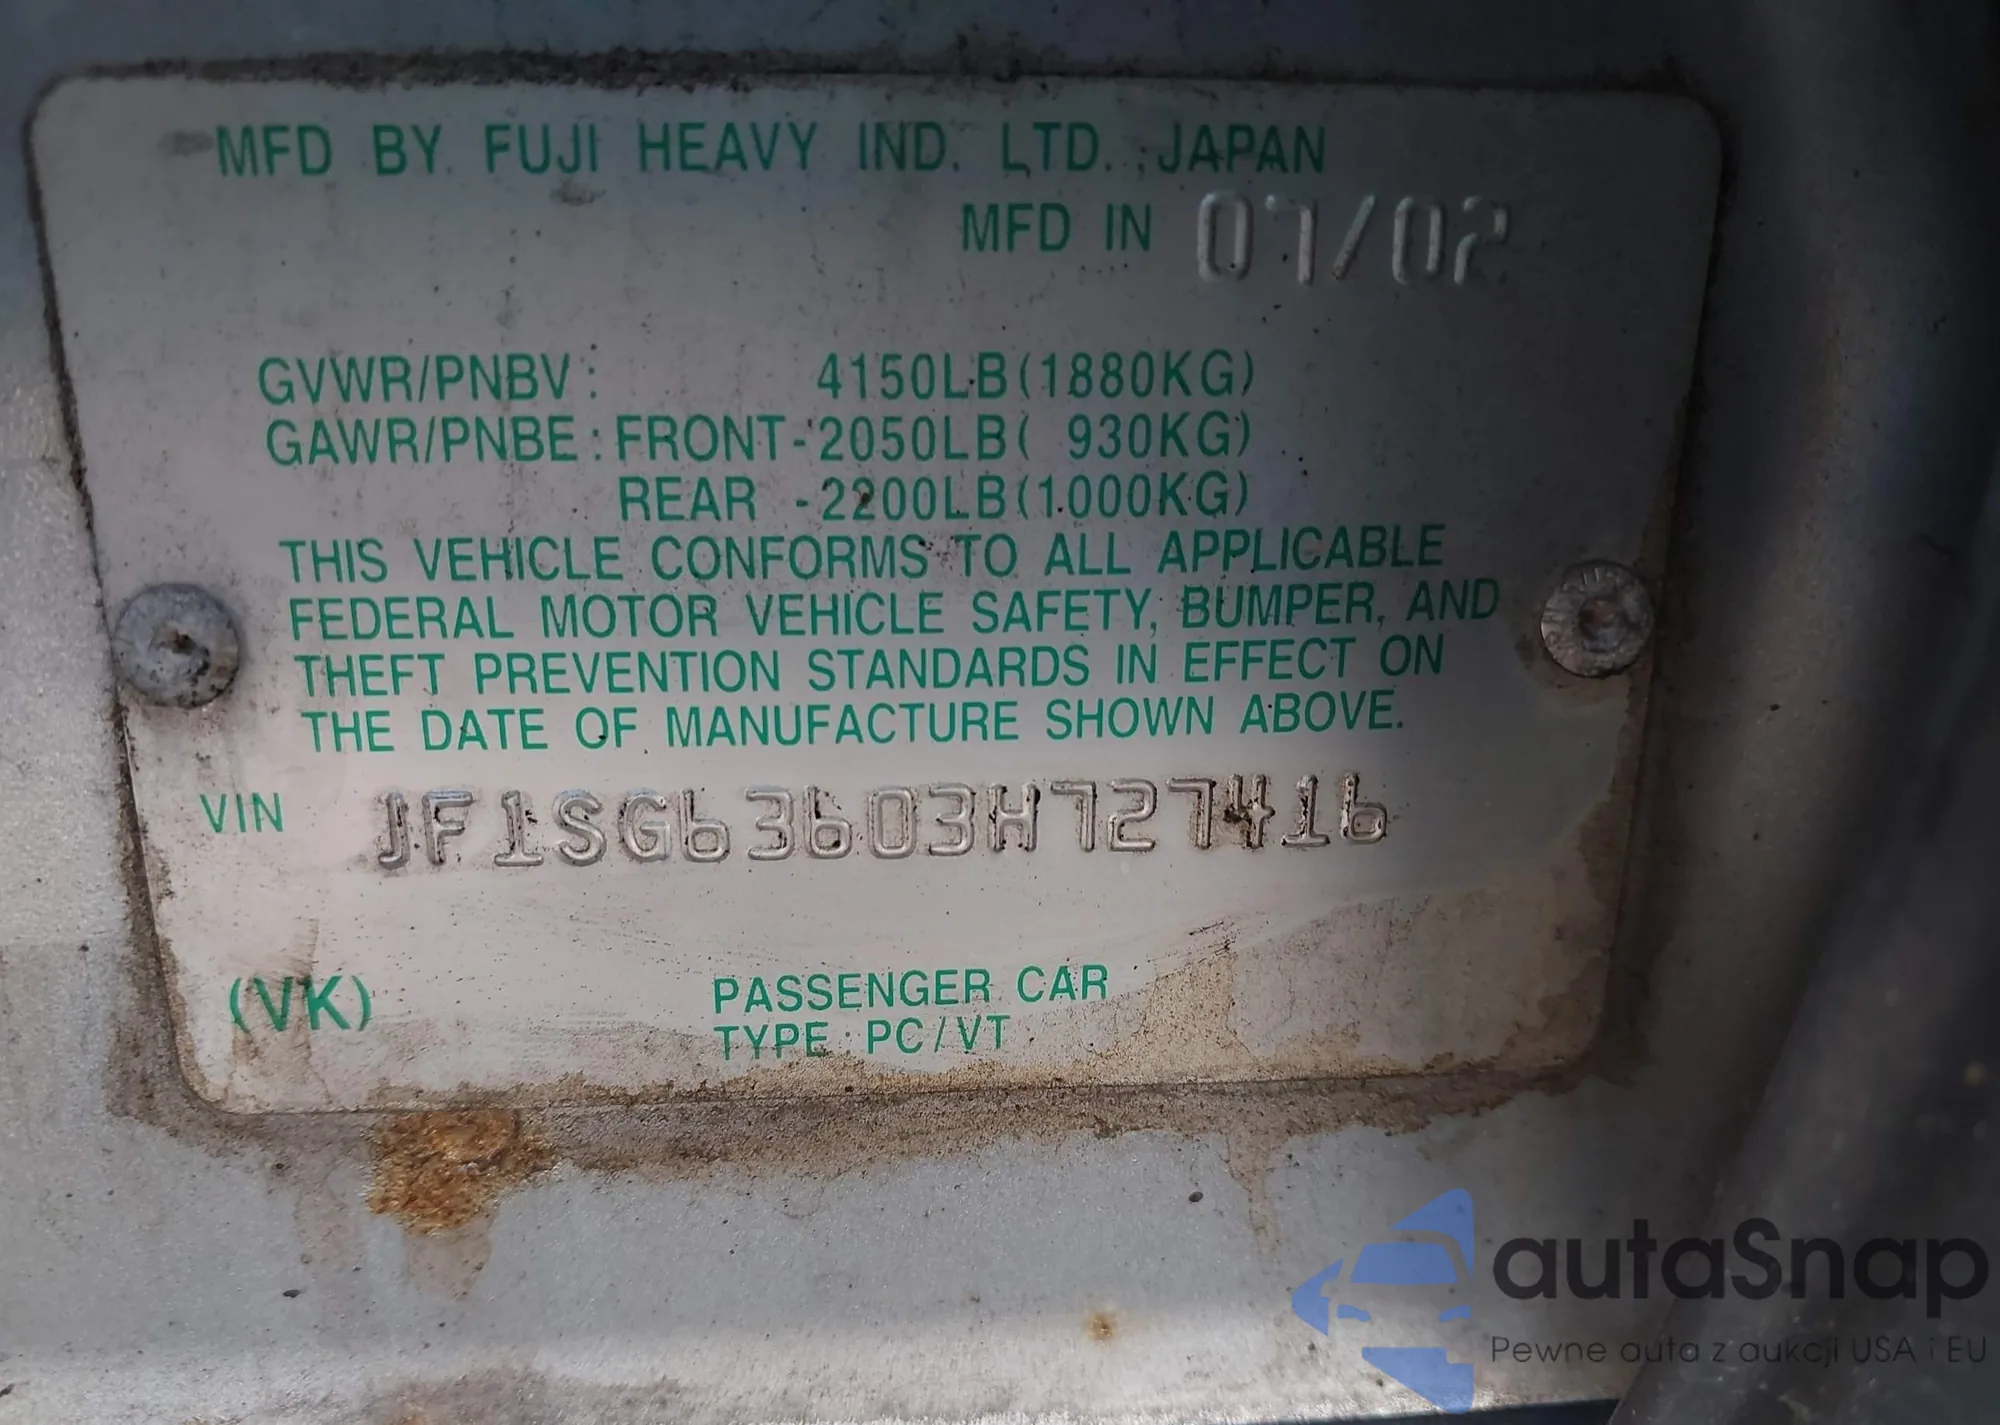 MFD BY FUJI HEAVY IND. LTD., JAPAN
MFD IN 07/02
GVWR/PNBV: 4150LB(1880KG)
GAWR/PNBE: FRONT-2050LB( 930KG)
REAR -2200LB(1000KG)
THIS VEHICLE CONFORMS TO ALL APPLICABLE
FEDERAL MOTOR VEHICLE SAFETY, BUMPER, AND
THEFT PREVENTION STANDARDS IN EFFECT ON
THE DATE OF MANUFACTURE SHOWN ABOVE.
VIN JF1SG63603H727416
(VK) PASSENGER CAR
TYPE: PC/VT
autaSnap
Pewne auta z aukcji USA i EU